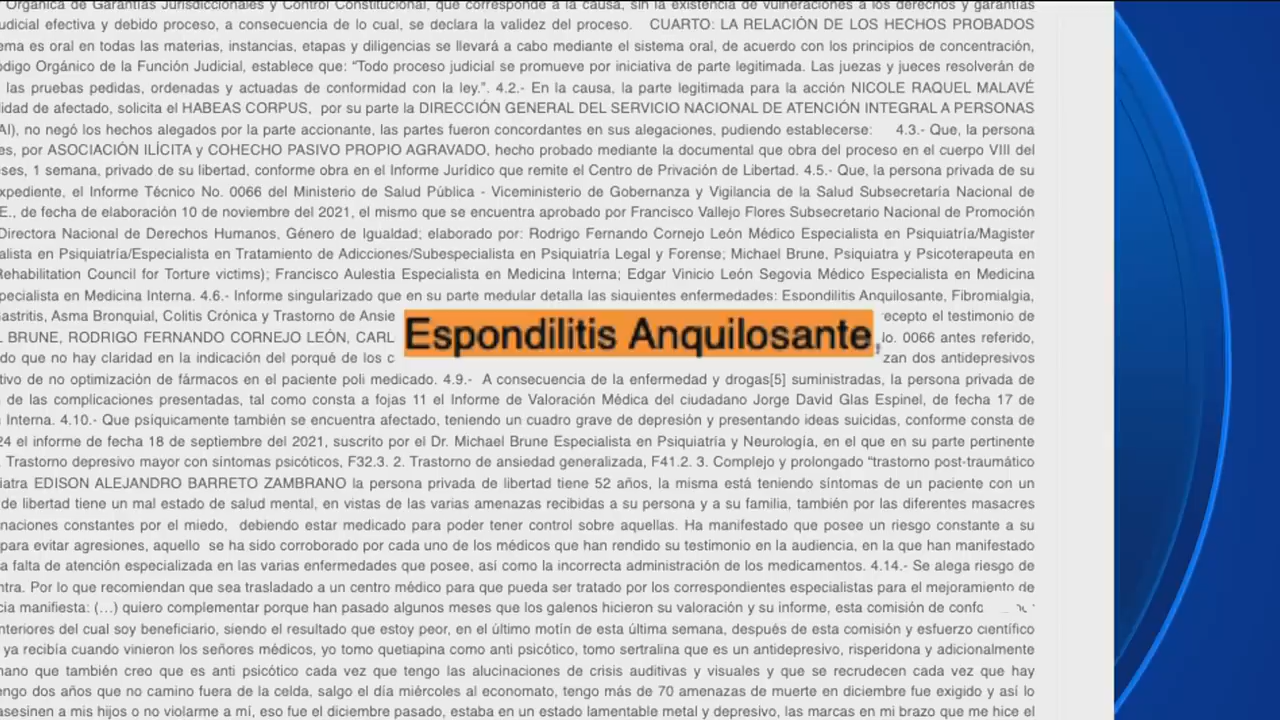 Orgánica de Garantías Jurisdiccionales y Control Constitucional, que corresponde a la causa, sin la existencia de vulneraciones a los derechos y garantías
udicial efectiva y debido proceso, a consecuencia de lo cual, se declara la validez del proceso. CUARTO: LA RELACIÓN DE LOS HECHOS PROBADOS
ema es oral en todas las materias, instancias, etapas y diligencias se llevará a cabo mediante el sistema oral, de acuerdo con los principios de concentración,
ódigo Orgánico de la Función Judicial, establece que: “Todo proceso judicial se promueve por iniciativa de parte legitimada. Las juezas y jueces resolverán de
las pruebas pedidas, ordenadas y actuadas de conformidad con la ley.”. 4.2.- En la causa, la parte legitimada para la acción NICOLE RAQUEL MALAVÉ
lidad de afectado, solicita el HABEAS CORPUS, por su parte la DIRECCIÓN GENERAL DEL SERVICIO NACIONAL DE ATENCIÓN INTEGRAL A PERSONAS
AI), no negó los hechos alegados por la parte accionante, las partes fueron concordantes en sus alegaciones, pudiendo establecerse: 4.3.- Que, la persona
es, por ASOCIACIÓN ILÍCITA y COHECHO PASIVO PROPIO AGRAVADO, hecho probado mediante la documental que obra del proceso en el cuerpo VIII del
ses, 1 semana, privado de su libertad, conforme obra en el Informe Jurídico que remite el Centro de Privación de Libertad. 4.5.- Que, la persona privada de su
xpediente, el Informe Técnico No. 0066 del Ministerio de Salud Pública - Viceministerio de Gobernanza y Vigilancia de la Salud Subsecretaría Nacional de
E., de fecha de elaboración 10 de noviembre del 2021, el mismo que se encuentra aprobado por Francisco Vallejo Flores Subsecretario Nacional de Promoción
Directora Nacional de Derechos Humanos, Género de Igualdad; elaborado por: Rodrigo Fernando Cornejo León Médico Especialista en Psiquiatría/Magister
alista en Psiquiatría/Especialista en Tratamiento de Adicciones/Subespecialista en Psiquiatría Legal y Forense; Michael Brune, Psiquiatra y Psicoterapeuta en
Rehabilitation Council for Torture victims); Francisco Aulestia Especialista en Medicina Interna; Edgar Vinicio León Segovia Médico Especialista en Medicina
pecialista en Medicina Interna. 4.6.- Informe singularizado que en su parte medular detalla las siguientes enfermedades: Espondilitis Anquilosante, Fibromialgia,
Gastritis, Asma Bronquial, Colitis Crónica y Trastorno de Ansie recepto el testimonio de
Espondilitis Anquilosante,
L BRUNE, RODRIGO FERNANDO CORNEJO LEÓN, CARL No. 0066 antes referido,
do que no hay claridad en la indicación del porqué de los c zan dos antidepresivos
tivo de no optimización de fármacos en el paciente poli medicado. 4.9.- A consecuencia de la enfermedad y drogas[5] suministradas, la persona privada de
de las complicaciones presentadas, tal como consta a fojas 11 el Informe de Valoración Médica del ciudadano Jorge David Glas Espinel, de fecha 17 de
Interna. 4.10.- Que psíquicamente también se encuentra afectado, teniendo un cuadro grave de depresión y presentando ideas suicidas, conforme consta de
24 el informe de fecha 18 de septiembre del 2021, suscrito por el Dr. Michael Brune Especialista en Psiquiatría y Neurología, en el que en su parte pertinente
. Trastorno depresivo mayor con síntomas psicóticos, F32.3. 2. Trastorno de ansiedad generalizada, F41.2. 3. Complejo y prolongado “trastorno post-traumático
iatra EDISON ALEJANDRO BARRETO ZAMBRANO la persona privada de libertad tiene 52 años, la misma está teniendo síntomas de un paciente con un
de libertad tiene un mal estado de salud mental, en vistas de las varias amenazas recibidas a su persona y a su familia, también por las diferentes masacres
naciones constantes por el miedo, debiendo estar medicado para poder tener control sobre aquellas. Ha manifestado que posee un riesgo constante a su
para evitar agresiones, aquello se ha sido corroborado por cada uno de los médicos que han rendido su testimonio en la audiencia, en la que han manifestado
a falta de atención especializada en las varias enfermedades que posee, así como la incorrecta administración de los medicamentos. 4.14.- Se alega riesgo de
ntra. Por lo que recomiendan que sea trasladado a un centro médico para que pueda ser tratado por los correspondientes especialistas para el mejoramiento de
cia manifiesta: (…) quiero complementar porque han pasado algunos meses que los galenos hicieron su valoración y su informe, esta comisión de confo
nteriores del cual soy beneficiario, siendo el resultado que estoy peor, en el último motín de esta última semana, después de esta comisión y esfuerzo científico
ya recibía cuando vinieron los señores médicos, yo tomo quetiapina como anti psicótico, tomo sertralina que es un antidepresivo, risperidona y adicionalmente
mano que también creo que es anti psicótico cada vez que tengo las alucinaciones de crisis auditivas y visuales y que se recrudecen cada vez que hay
engo dos años que no camino fuera de la celda, salgo el día miércoles al economato, tengo más de 70 amenazas de muerte en diciembre fue exigido y así lo
asesinen a mis hijos o no violarme a mí, eso fue el diciembre pasado, estaba en un estado lamentable metal y depresivo, las marcas en mi brazo que me hice el